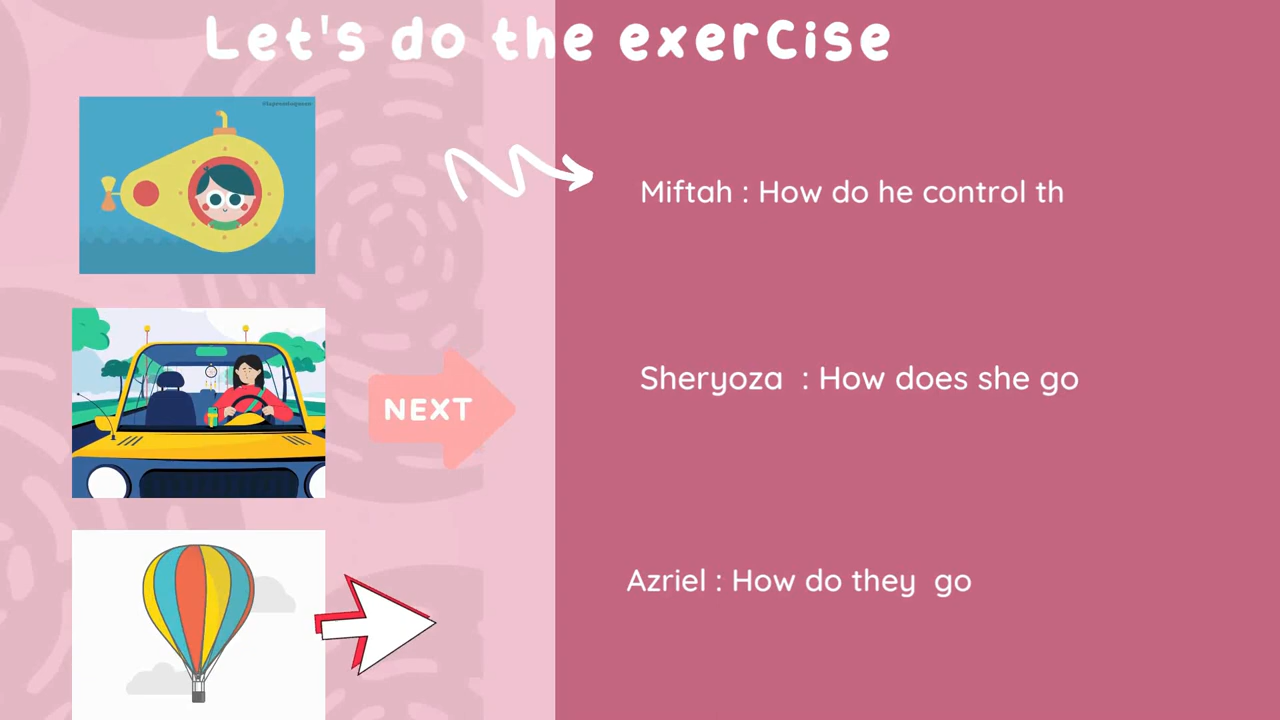 Let's do the exercise
Miftah : How do he control th
Sheryoza : How does she go
NEXT
Azriel : How do they go